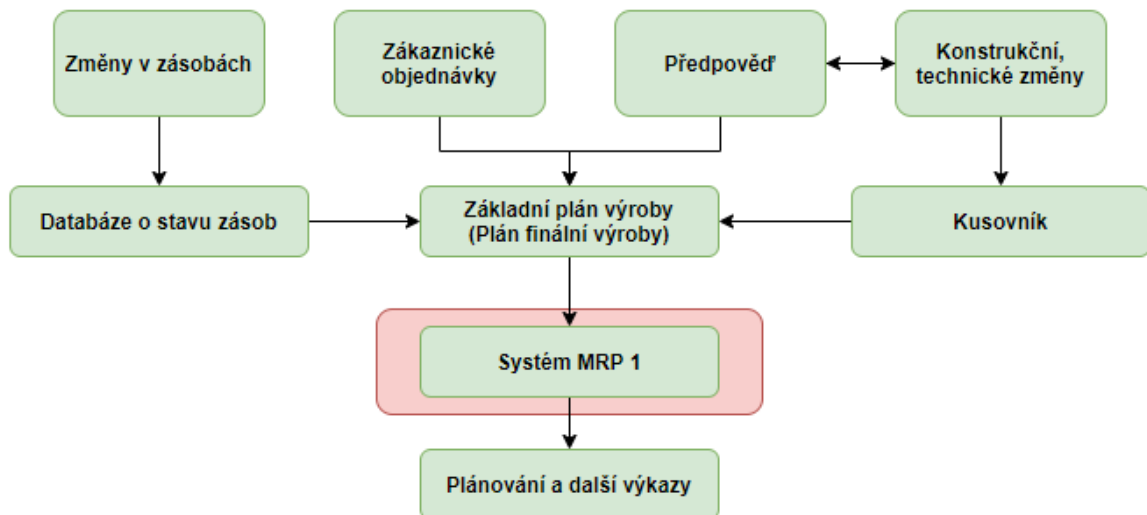 Změny v zásobách
Zákaznické
objednávky
Předpověď
Konstrukční,
technické změny
Databáze o stavu zásob
Základní plán výroby
(Plán finální výroby)
Kusovník
Systém MRP 1
Plánování a další výkazy